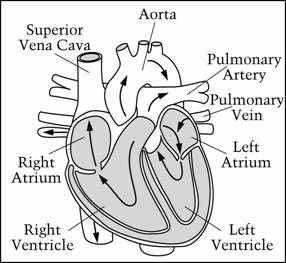 Superior
Vena Cava
Aorta
Pulmonary
Artery
Pulmonary
Vein
Left
Atrium
Right
Atrium
Right
Ventricle
Left
Ventricle